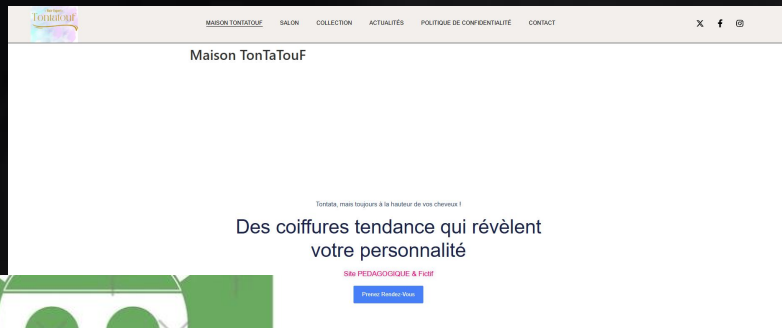 Tontatouf
MAISON TONTATOUF SALON COLLECTION ACTUALITÉS POLITIQUE DE CONFIDENTIALITÉ CONTACT
Maison TonTaTouF
Tontata, mais toujours à la hauteur de vos cheveux !
Des coiffures tendance qui révèlent
votre personnalité
Site PEDAGOGIQUE & Fictif
Prenez Rendez-Vous